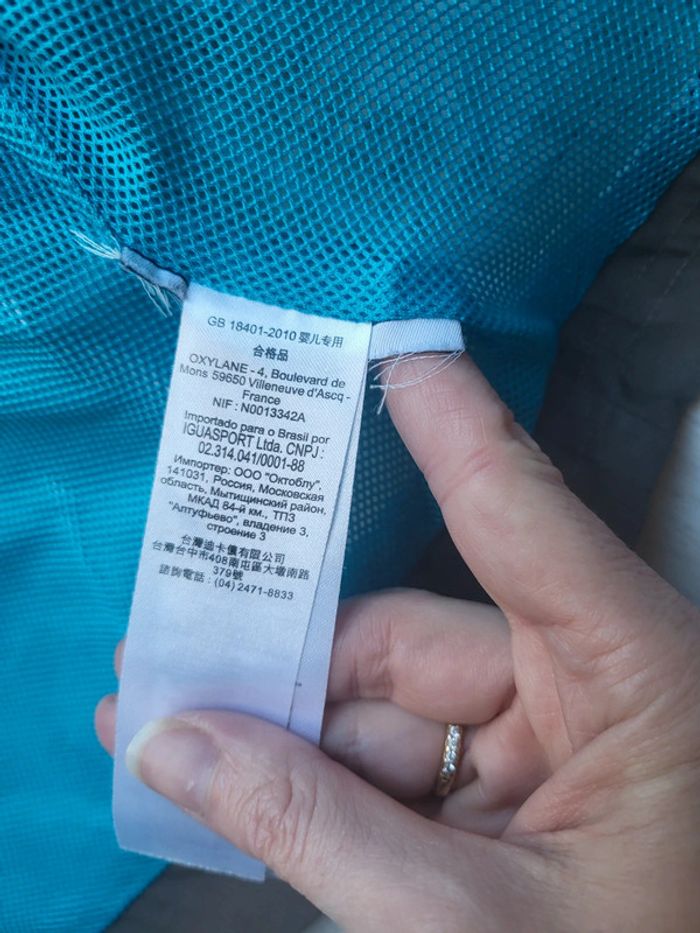 GB 18401-2010 婴儿专用
合格品
OXYLANE - 4, Boulevard de
Mons 59650 Villeneuve d'Ascq -
France
NIF : N0013342A
Importado para o Brasil por
IGUASPORT Ltda. CNPJ :
02.314.041/0001-88
Импортер: ООО "Октоблу",
141031, Россия, Московская
область, Мытищинский район,
МКАД 84-й км., ТПЗ
"Алтуфьево", владение 3,
строение 3
台灣迪卡儂有限公司
台灣台中市408南屯區大墩南路
379號
諮詢電話 : (04) 2471-8833